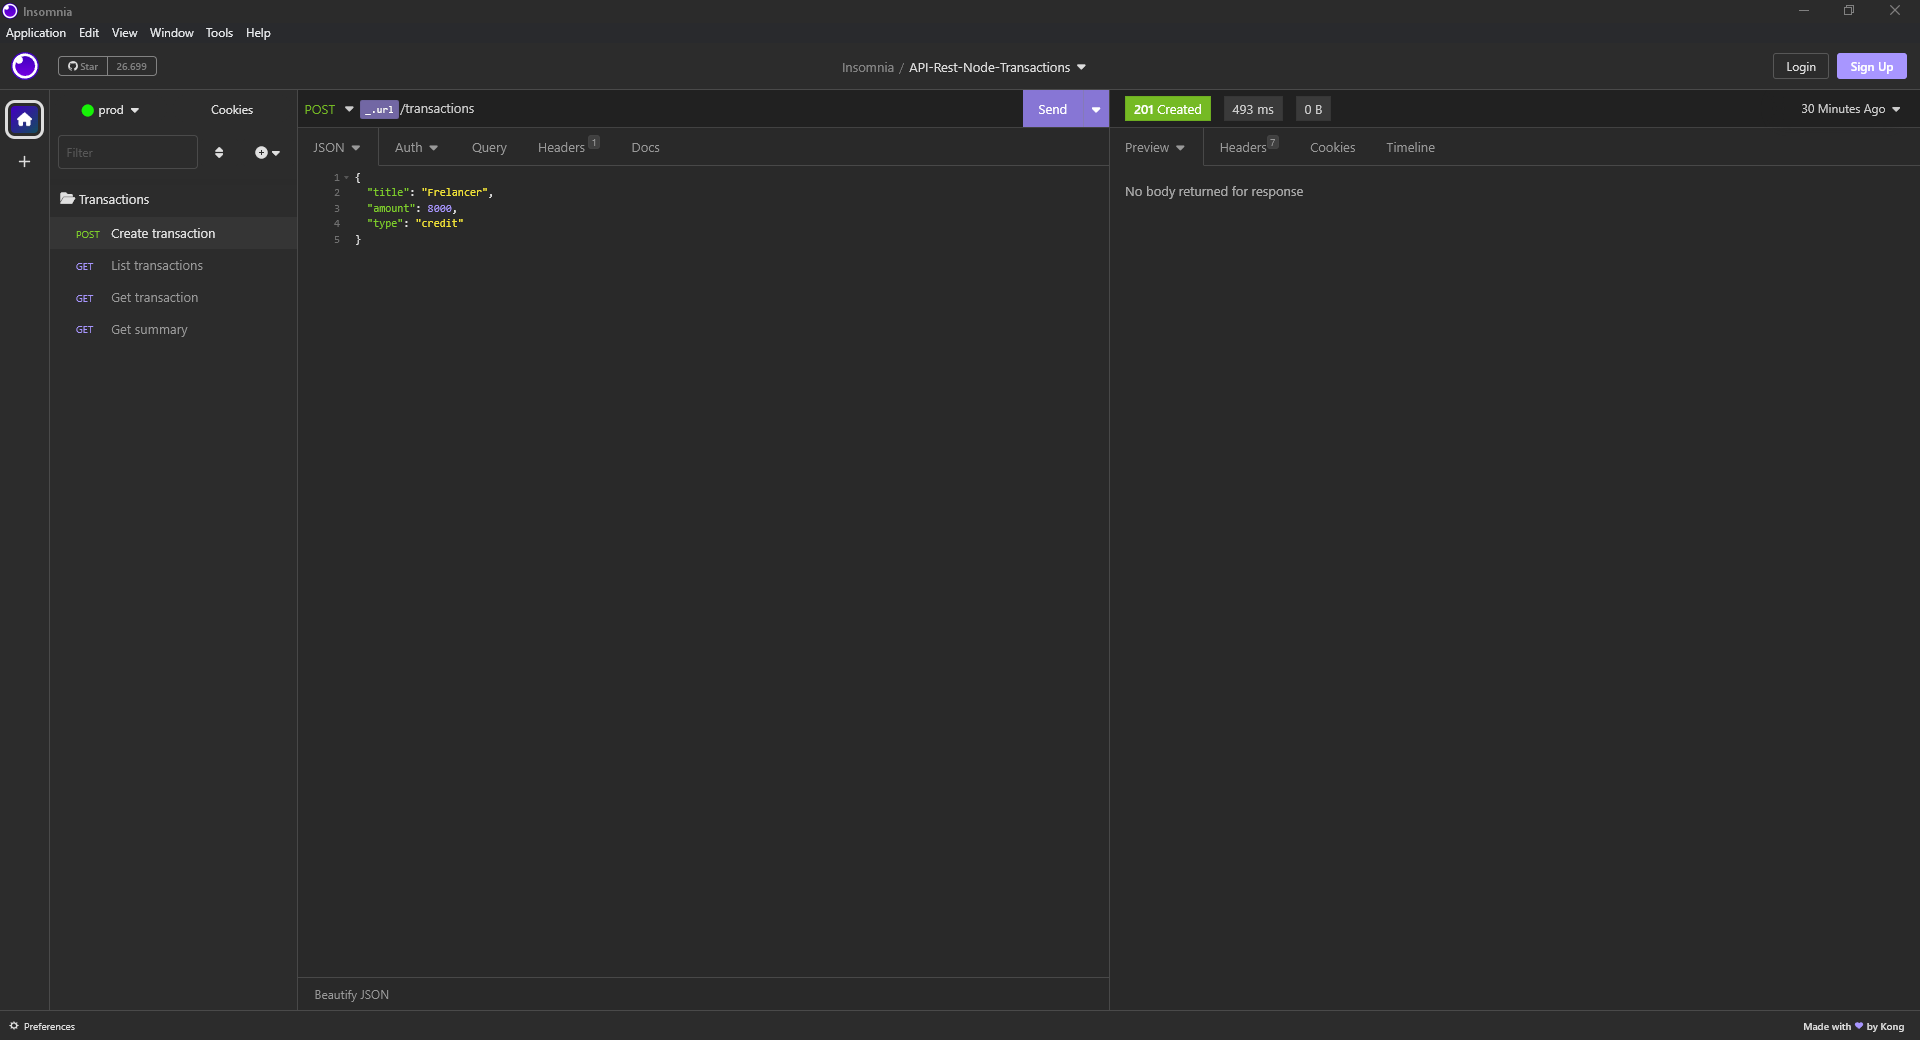 Insomnia
Application Edit View Window Tools Help
Star 26.699
Insomnia / API-Rest-Node-Transactions
Login Sign Up
prod Cookies
Filter
Transactions
POST Create transaction
GET List transactions
GET Get transaction
GET Get summary
POST _.url /transactions Send
JSON Auth Query Headers 1 Docs
1 {
2 "title": "Frelancer",
3 "amount": 8000,
4 "type": "credit"
5 }
Beautify JSON
201 Created 493 ms 0 B 30 Minutes Ago
Preview Headers 7 Cookies Timeline
No body returned for response
Preferences
Made with 💜 by Kong